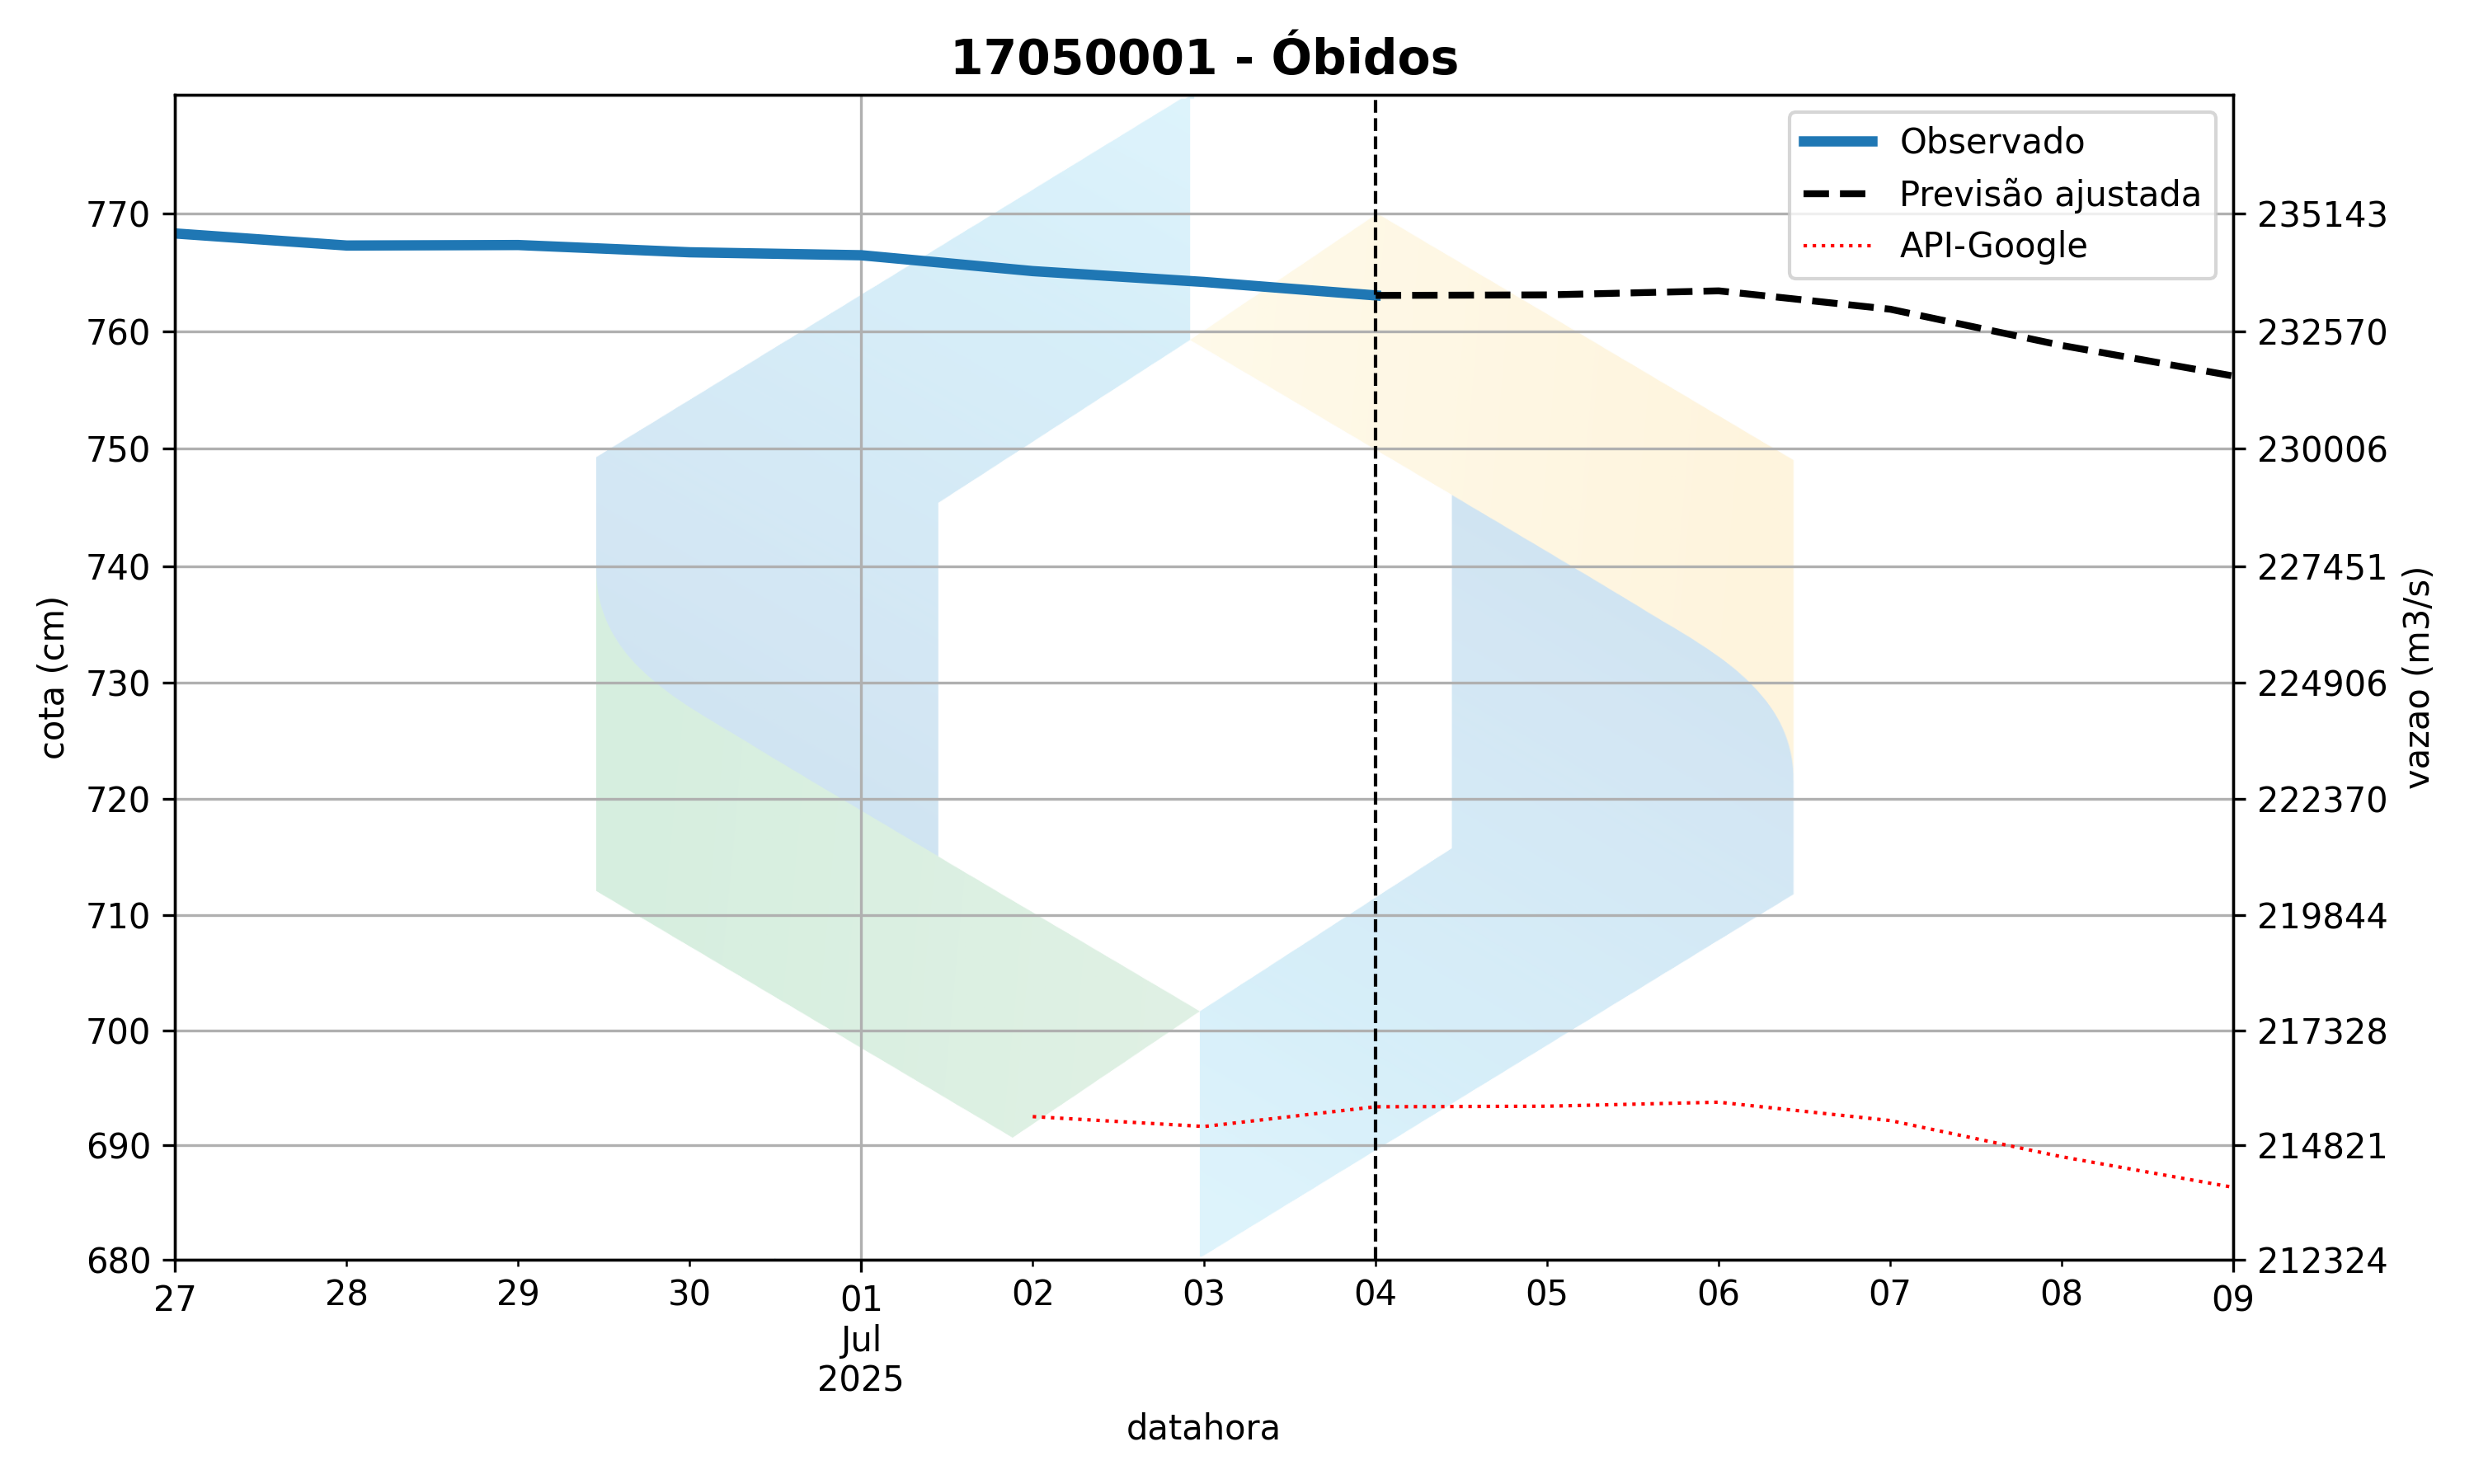 17050001 - Óbidos
Observado
Previsão ajustada
API-Google
770
760
750
740
730
720
710
700
690
680
cota (cm)
235143
232570
230006
227451
224906
222370
219844
217328
214821
212324
vazao (m3/s)
27 28 29 30 01 02 03 04 05 06 07 08 09
Jul
2025
datahora